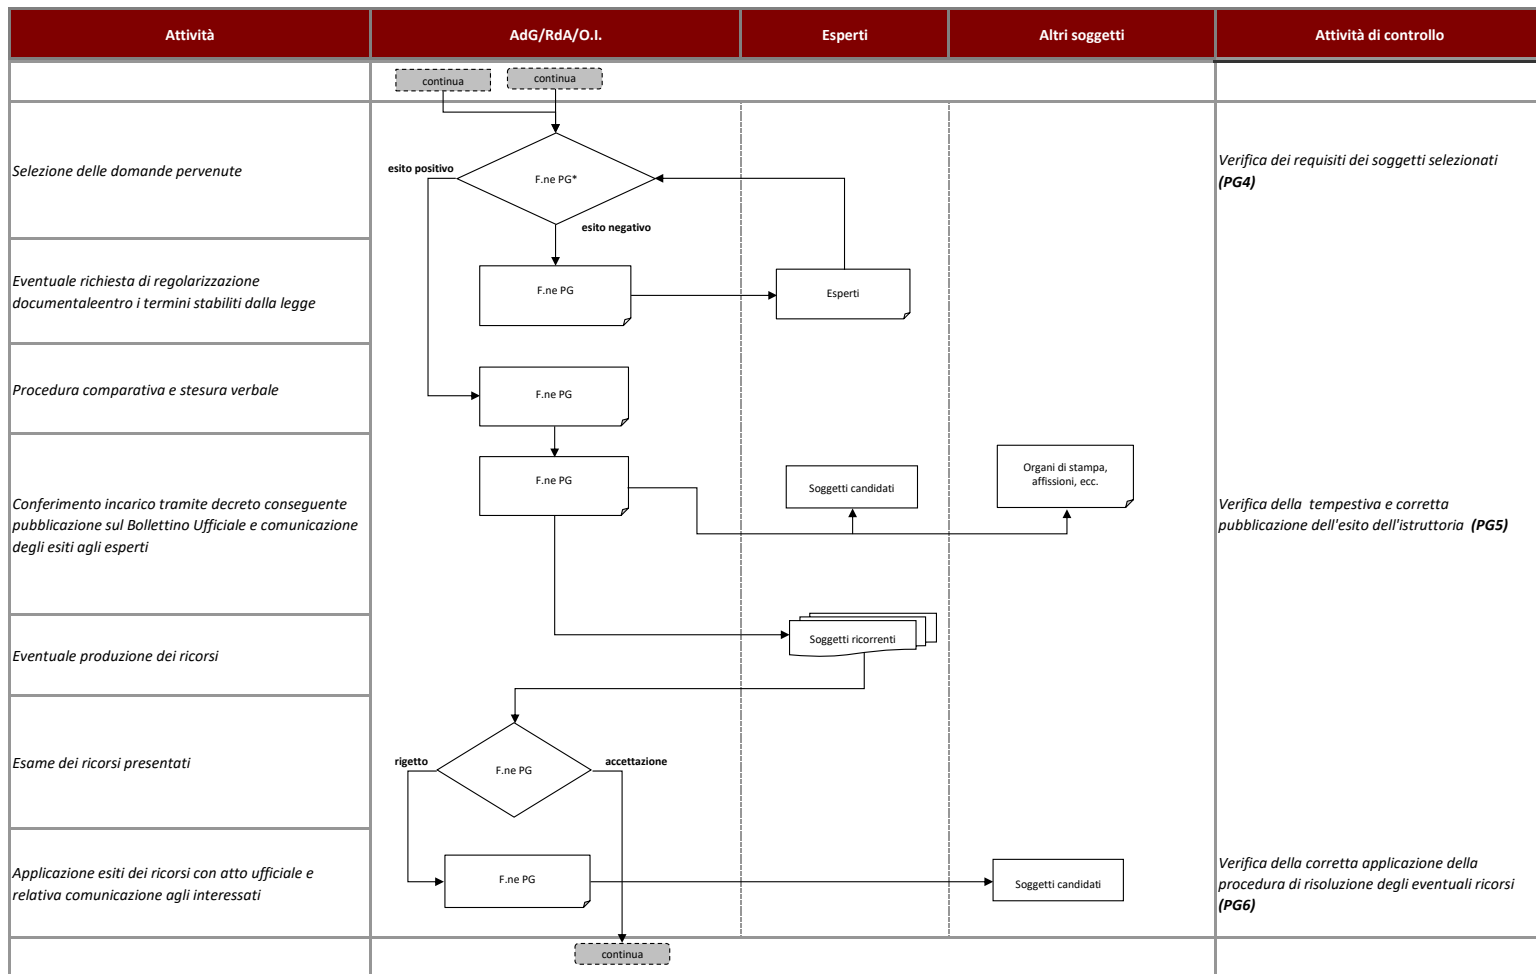 Attività
AdG/RdA/O.I.
Esperti
Altri soggetti
Attività di controllo
continua
continua
Selezione delle domande pervenute
esito positivo
F.ne PG*
esito negativo
Verifica dei requisiti dei soggetti selezionati
(PG4)
Eventuale richiesta di regolarizzazione
documentaleentro i termini stabiliti dalla legge
F.ne PG
Esperti
Procedura comparativa e stesura verbale
F.ne PG
Conferimento incarico tramite decreto conseguente
pubblicazione sul Bollettino Ufficiale e comunicazione
degli esiti agli esperti
F.ne PG
Soggetti candidati
Organi di stampa,
affissioni, ecc.
Verifica della  tempestiva e corretta
pubblicazione dell'esito dell'istruttoria  (PG5)
Eventuale produzione dei ricorsi
Soggetti ricorrenti
Esame dei ricorsi presentati
rigetto
F.ne PG
accettazione
Applicazione esiti dei ricorsi con atto ufficiale e
relativa comunicazione agli interessati
F.ne PG
Soggetti candidati
Verifica della corretta applicazione della
procedura di risoluzione degli eventuali ricorsi
(PG6)
continua